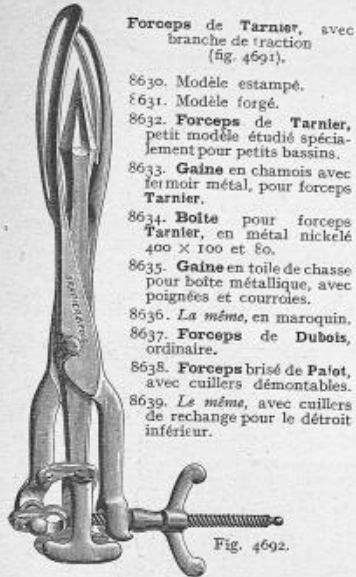 Forceps de Tarnier, avec
branche de traction
(fig. 4691).
8630. Modèle estampé.
8631. Modèle forgé.
8632. Forceps de Tarnier,
petit modèle étudié spécia-
lement pour petits bassins.
8633. Gaine en chamois avec
fermoir métal, pour forceps
Tarnier.
8634. Boîte pour forceps
Tarnier, en métal nickelé
400 × 100 et 80.
8635. Gaine en toile de chasse
pour boîte métallique, avec
poignées et courroies.
8636. La même, en maroquin.
8637. Forceps de Dubois,
ordinaire.
8638. Forceps brisé de Pajot,
avec cuillers démontables.
8639. Le même, avec cuillers
de rechange pour le détroit
inférieur.
Fig. 4692.